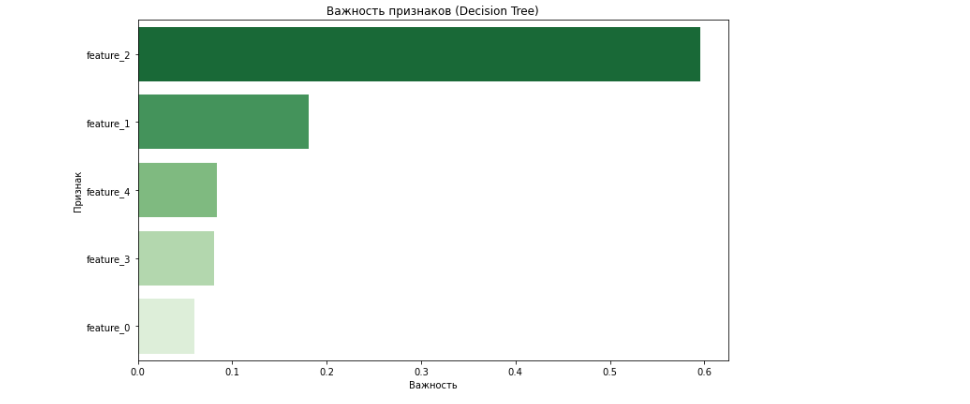 Важность признаков (Decision Tree)
feature_2
feature_1
feature_4
feature_3
feature_0
Признак
0.0 0.1 0.2 0.3 0.4 0.5 0.6
Важность